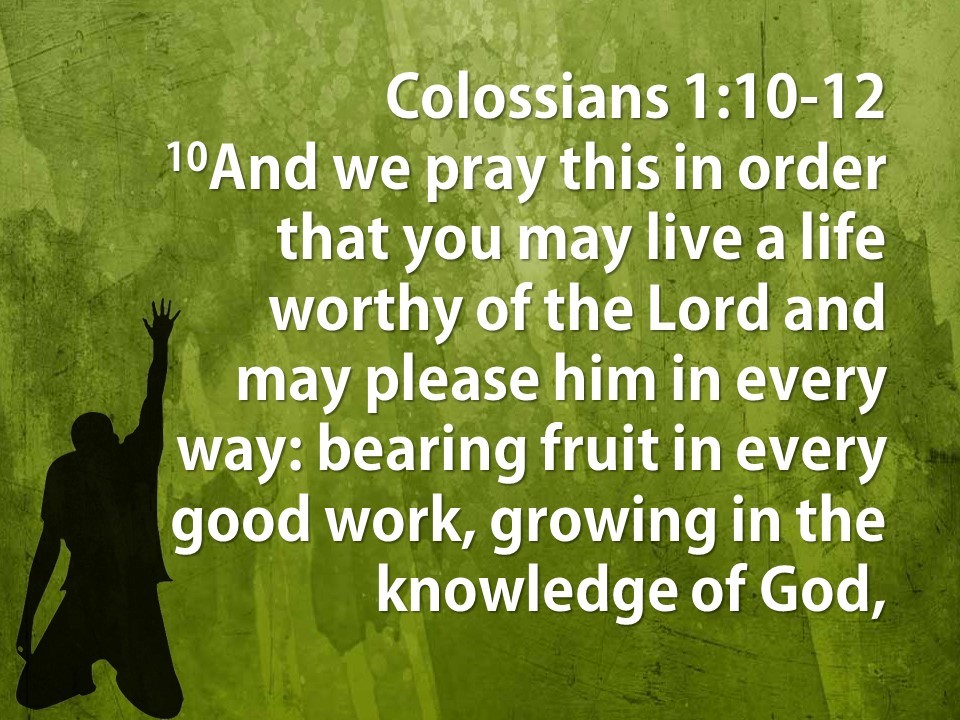 Colossians 1:10-12
10And we pray this in order
that you may live a life
worthy of the Lord and
may please him in every
way: bearing fruit in every
good work, growing in the
knowledge of God,